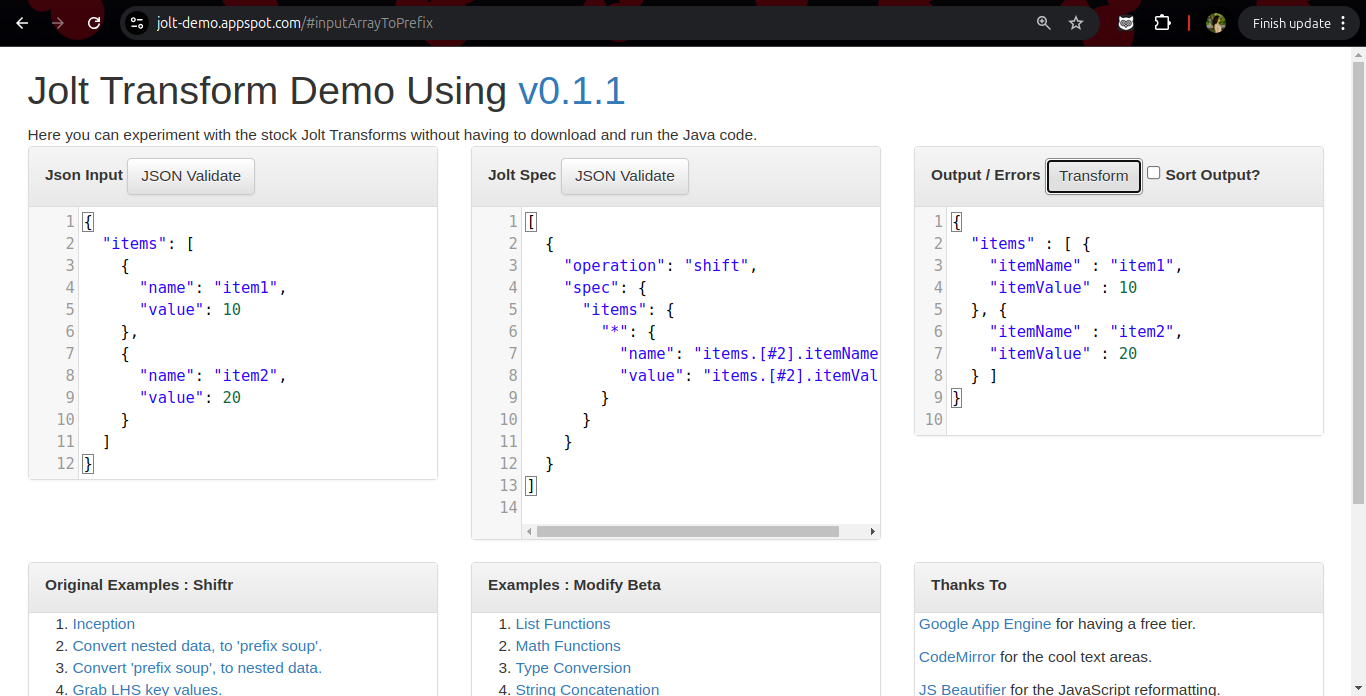 jolt-demo.appspot.com/#inputArrayToPrefix
Finish update
Jolt Transform Demo Using v0.1.1
Here you can experiment with the stock Jolt Transforms without having to download and run the Java code.
Json Input JSON Validate
1 {
2 "items": [
3 {
4 "name": "item1",
5 "value": 10
6 },
7 {
8 "name": "item2",
9 "value": 20
10 }
11 ]
12 }
Jolt Spec JSON Validate
1 [
2 {
3 "operation": "shift",
4 "spec": {
5 "items": {
6 "*": {
7 "name": "items.[#2].itemName
8 "value": "items.[#2].itemVal
9 }
10 }
11 }
12 }
13 ]
14
Output / Errors Transform Sort Output?
1 {
2 "items" : [ {
3 "itemName" : "item1",
4 "itemValue" : 10
5 }, {
6 "itemName" : "item2",
7 "itemValue" : 20
8 } ]
9 }
10
Original Examples : Shiftr
1. Inception
2. Convert nested data, to 'prefix soup'.
3. Convert 'prefix soup', to nested data.
4. Grab LHS key values.
Examples : Modify Beta
1. List Functions
2. Math Functions
3. Type Conversion
4. String Concatenation
Thanks To
Google App Engine for having a free tier.
CodeMirror for the cool text areas.
JS Beautifier for the JavaScript reformatting.